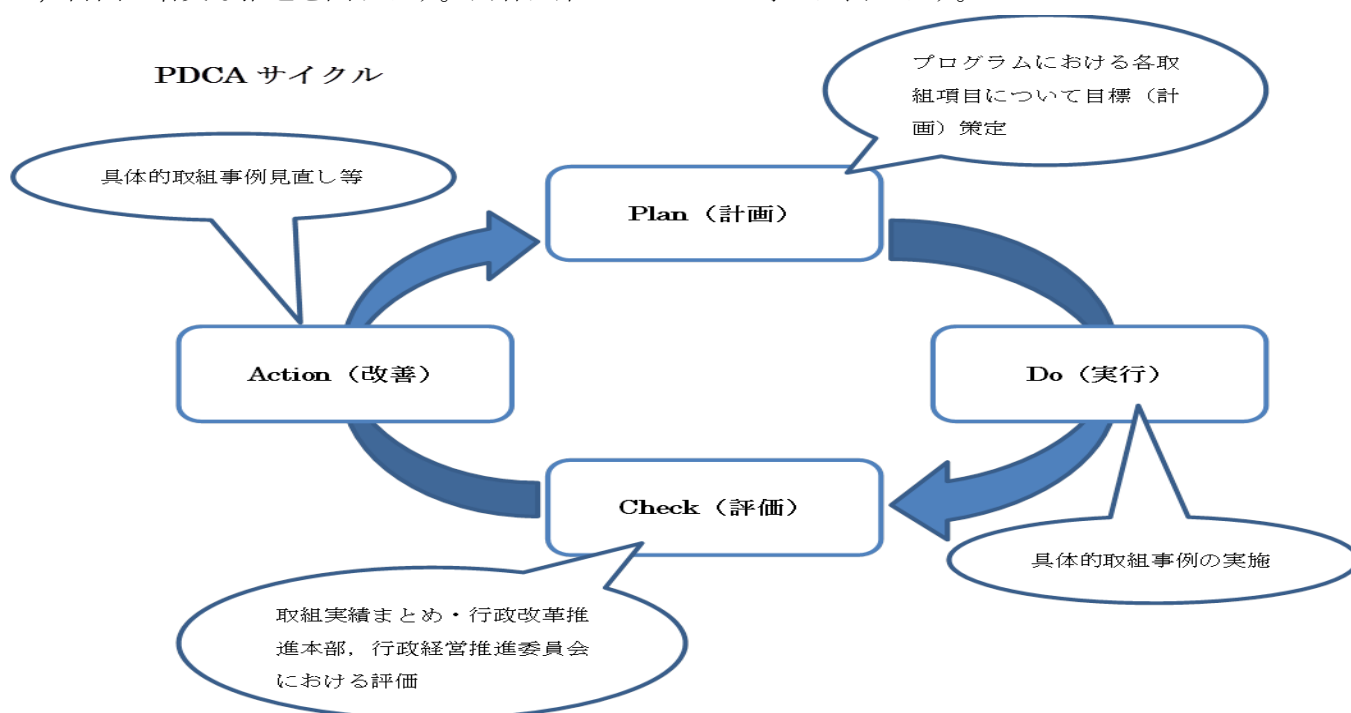 PDCA サイクル
プログラムにおける各取
組項目について目標（計
画）策定
具体的取組事例見直し等
Plan（計画）
Action（改善）
Do（実行）
Check（評価）
具体的取組事例の実施
取組実績まとめ・行政改革推
進本部，行政経営推進委員会
における評価